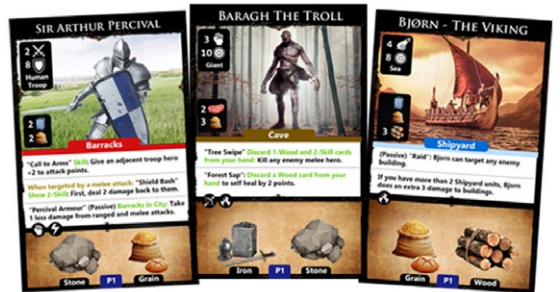 SIR ARTHUR PERCIVAL
2
8
Human
Troop
2
2
Barracks
"Call to Arms" Skill: Give an adjacent troop hero
+2 to attack points.
When targeted by a melee attack: "Shield Bash"
Show 2-Skill: First, deal 2 damage back to them.
"Percival Armour" (Passive) Barracks in City: Take
1 less damage from ranged and melee attacks.
Stone
P1
Grain
BARAGH THE TROLL
3
10
Giant
2
3
Cave
"Tree Swipe" Discard 1-Wood and 2-Skill cards
from your hand: Kill any enemy melee hero.
"Forest Sap": Discard a Wood card from your hand
to self heal by 2 points.
Iron
P1
Stone
BJØRN - THE VIKING
4
8
Sea
3
Shipyard
(Passive) "Raid": Bjorn can target any enemy
building.
If you have more than 2 Shipyard units, Bjorn
does an extra 3 damage to buildings.
Grain
P1
Wood